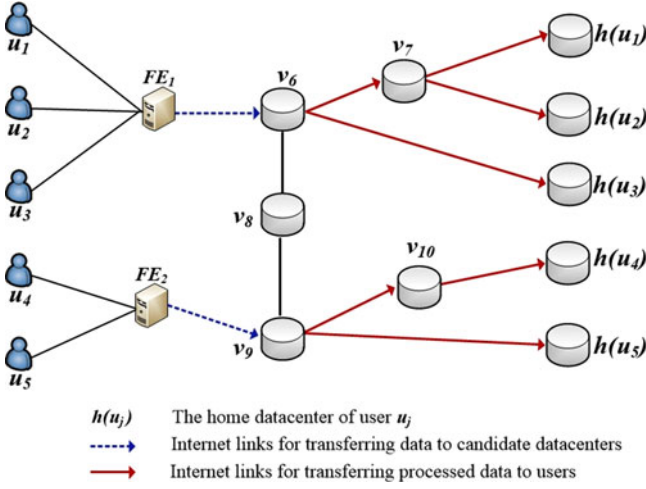 u1
FE1
u2
u3
v6
v7
h(u1)
h(u2)
h(u3)
v8
u4
FE2
u5
v9
v10
h(u4)
h(u5)
h(uj) The home datacenter of user uj
Internet links for transferring data to candidate datacenters
Internet links for transferring processed data to users